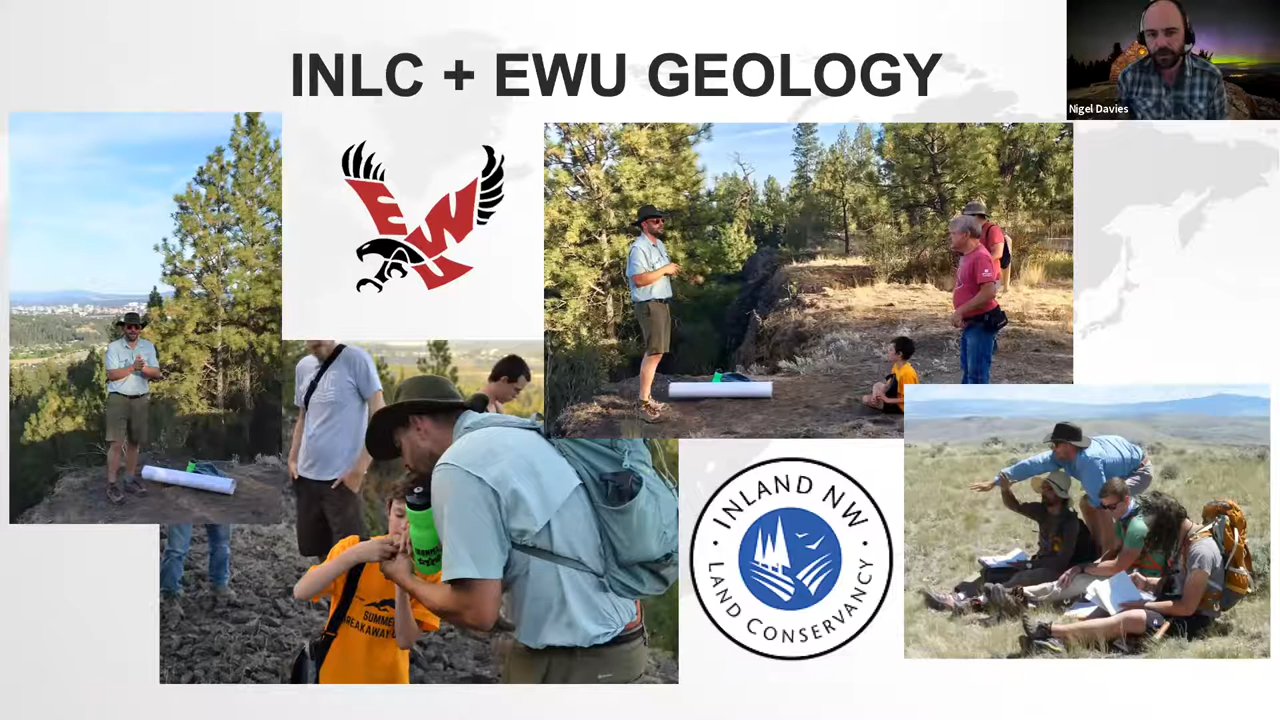 INLC + EWU GEOLOGY
Nigel Davies
EWU
SUMMER
BREAKAWAY
INLAND NW
LAND CONSERVANCY